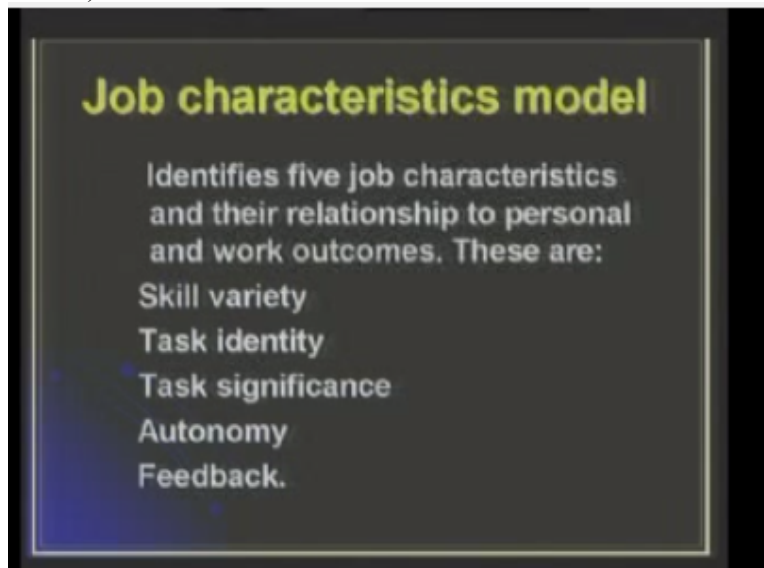 Job characteristics model
Identifies five job characteristics
and their relationship to personal
and work outcomes. These are:
Skill variety
Task identity
Task significance
Autonomy
Feedback.